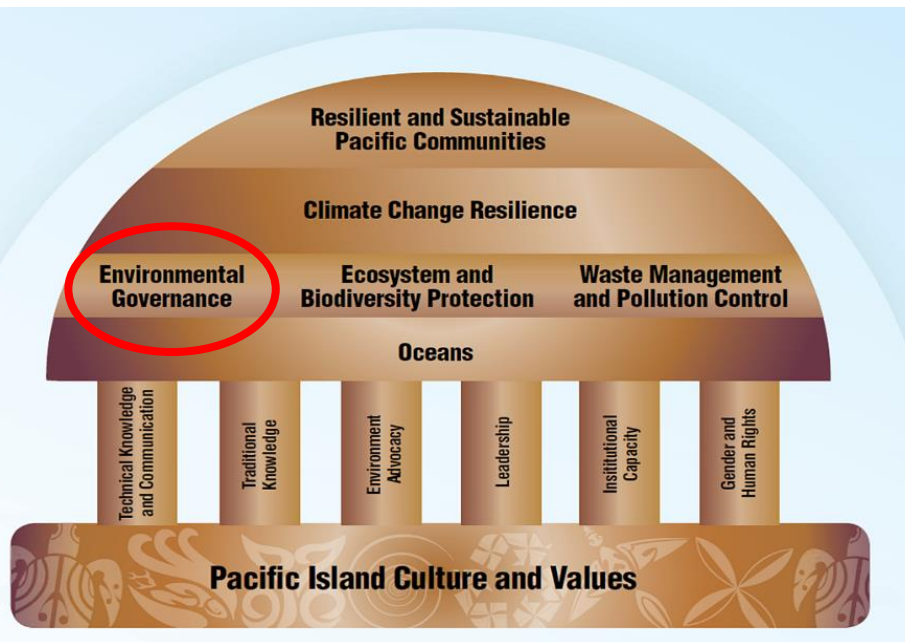 Resilient and Sustainable
Pacific Communities
Climate Change Resilience
Environmental
Governance
Ecosystem and
Biodiversity Protection
Waste Management
and Pollution Control
Oceans
Technical Knowledge
and Communication
Traditional
Knowledge
Environment
Advocacy
Leadership
Insititutional
Capacity
Gender and
Human Rights
Pacific Island Culture and Values